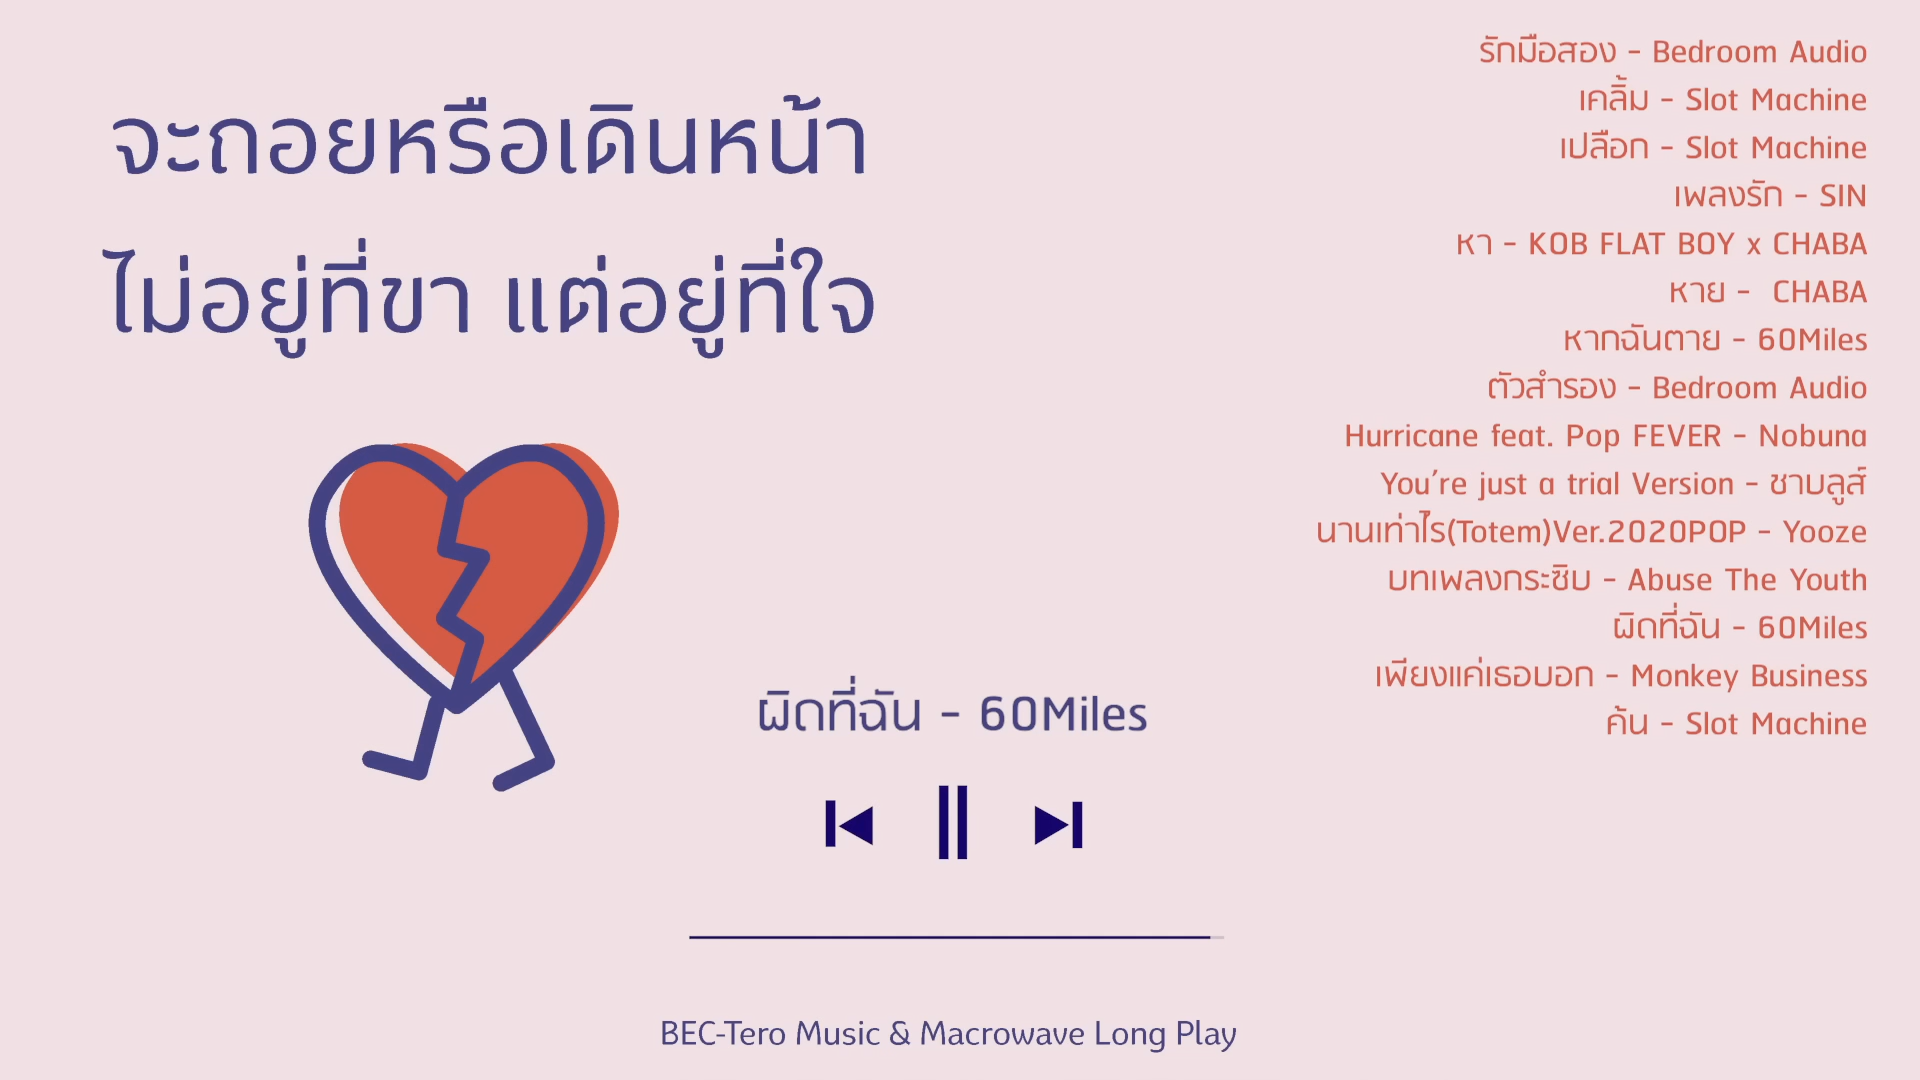 จะถอยหรือเดินหน้า
ไม่อยู่ที่ขา แต่อยู่ที่ใจ
รักมือสอง - Bedroom Audio
เคลิ้ม - Slot Machine
เปลือก - Slot Machine
เพลงรัก - SIN
หา - KOB FLAT BOY x CHABA
หาย - CHABA
หากฉันตาย - 60Miles
ตัวสำรอง - Bedroom Audio
Hurricane feat. Pop FEVER - Nobuna
You’re just a trial Version - ชาบลูส์
นานเท่าไร(Totem)Ver.2020POP - Yooze
บทเพลงกระซิบ - Abuse The Youth
ผิดที่ฉัน - 60Miles
เพียงแค่เธอบอก - Monkey Business
ค้น - Slot Machine
ผิดที่ฉัน - 60Miles
BEC-Tero Music & Macrowave Long Play